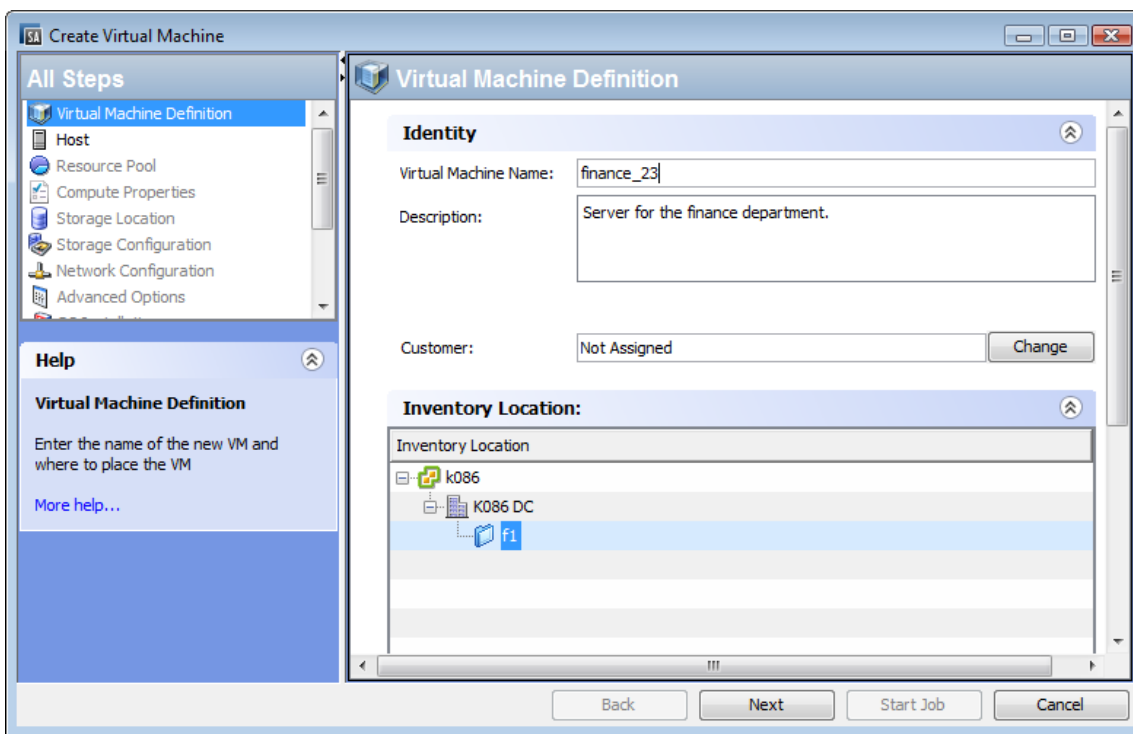 SA Create Virtual Machine
All Steps
Virtual Machine Definition
Host
Resource Pool
Compute Properties
Storage Location
Storage Configuration
Network Configuration
Advanced Options
Help
Virtual Machine Definition
Enter the name of the new VM and
where to place the VM
More help...
Virtual Machine Definition
Identity
Virtual Machine Name: finance_23
Description: Server for the finance department.
Customer: Not Assigned Change
Inventory Location:
Inventory Location
k086
K086 DC
f1
Back Next Start Job Cancel